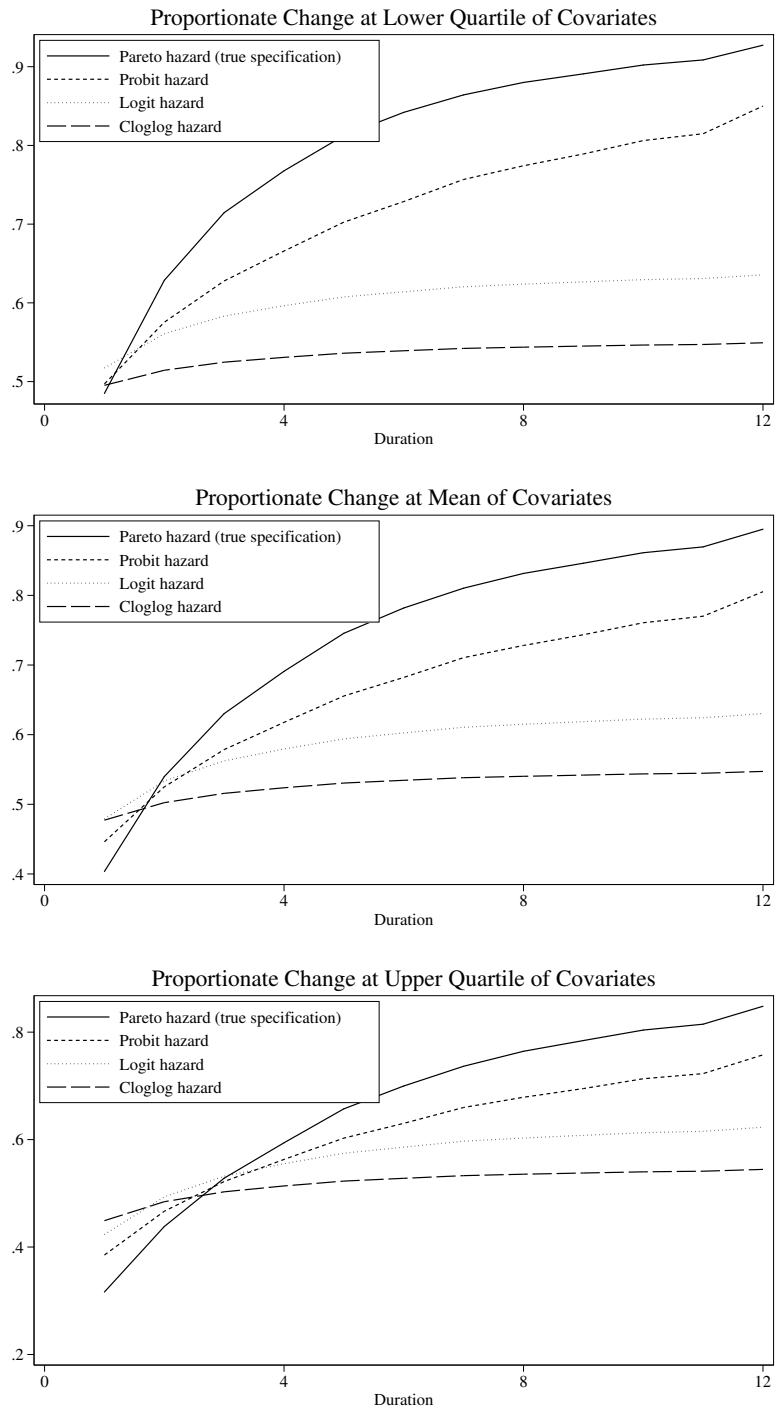 Proportionate Change at Lower Quartile of Covariates
Pareto hazard (true specification)
Probit hazard
Logit hazard
Cloglog hazard
.9
.8
.7
.6
.5
0 4 8 12
Duration
Proportionate Change at Mean of Covariates
Pareto hazard (true specification)
Probit hazard
Logit hazard
Cloglog hazard
.9
.8
.7
.6
.5
.4
0 4 8 12
Duration
Proportionate Change at Upper Quartile of Covariates
Pareto hazard (true specification)
Probit hazard
Logit hazard
Cloglog hazard
.8
.6
.4
.2
0 4 8 12
Duration